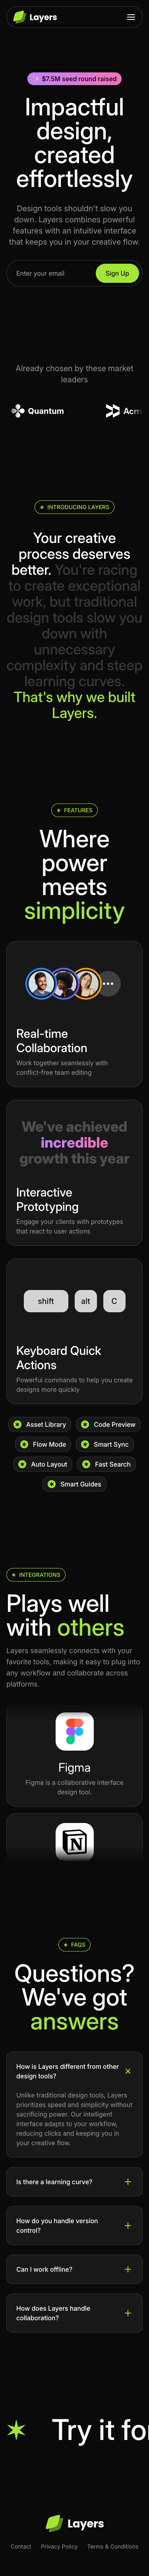 Layers
✨ $7.5M seed round raised
Impactful
design,
created
effortlessly
Design tools shouldn't slow you
down. Layers combines powerful
features with an intuitive interface
that keeps you in your creative flow.
Enter your email
Sign Up
Already chosen by these market
leaders
Quantum
Acm
INTRODUCING LAYERS
Your creative
process deserves
better. You're racing
to create exceptional
work, but traditional
design tools slow you
down with
unnecessary
complexity and steep
learning curves.
That's why we built
Layers.
FEATURES
Where
power
meets
simplicity
Real-time
Collaboration
Work together seamlessly with
conflict-free team editing
We've achieved
incredible
growth this year
Interactive
Prototyping
Engage your clients with prototypes
that react to user actions
shift
alt
C
Keyboard Quick
Actions
Powerful commands to help you create
designs more quickly
Asset Library
Code Preview
Flow Mode
Smart Sync
Auto Layout
Fast Search
Smart Guides
INTEGRATIONS
Plays well
with others
Layers seamlessly connects with your
favorite tools, making it easy to plug into
any workflow and collaborate across
platforms.
Figma
Figma is a collaborative interface
design tool.
FAQS
Questions?
We've got
answers
How is Layers different from other
design tools?
Unlike traditional design tools, Layers
prioritizes speed and simplicity without
sacrificing power. Our intelligent
interface adapts to your workflow,
reducing clicks and keeping you in
your creative flow.
Is there a learning curve?
How do you handle version
control?
Can I work offline?
How does Layers handle
collaboration?
Try it for
Layers
Contact
Privacy Policy
Terms & Conditions